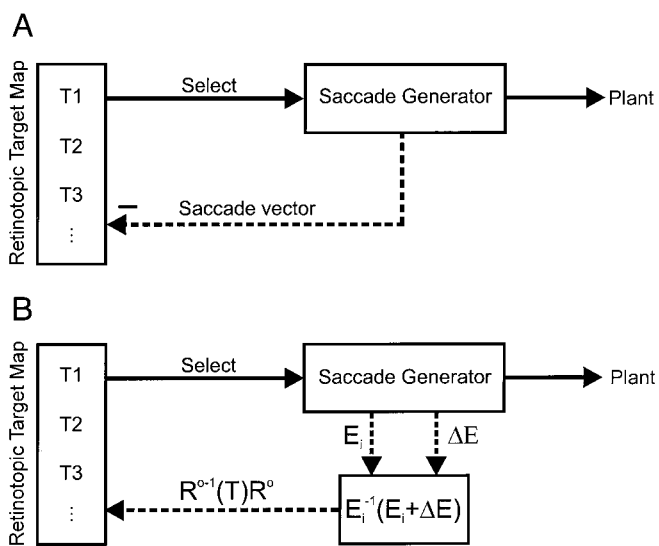 A
Retinotopic Target Map
T1
T2
T3
⋮
Select
Saccade Generator
Plant
–
Saccade vector
B
Retinotopic Target Map
T1
T2
T3
⋮
Select
Saccade Generator
Plant
Eᵢ
ΔE
Rᵒ⁻¹(T)Rᵒ
Eᵢ⁻¹(Eᵢ+ΔE)